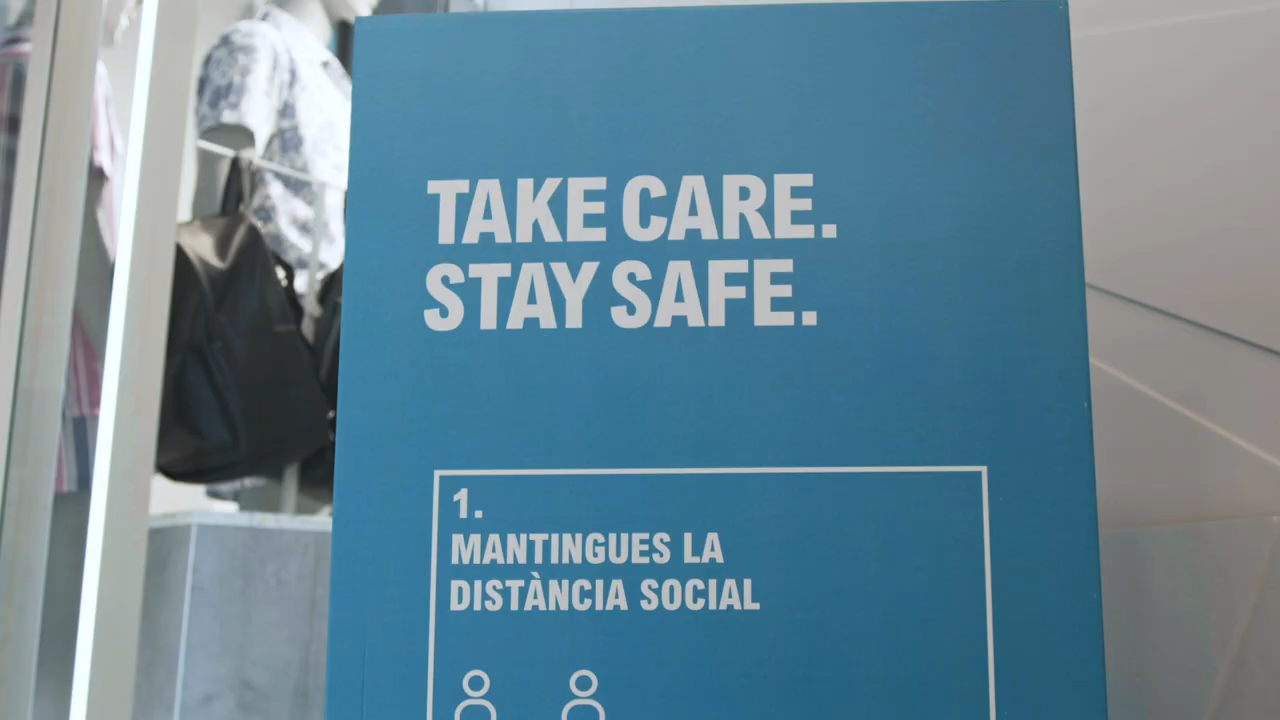 TAKE CARE.
STAY SAFE.
1.
MANTINGUES LA
DISTÀNCIA SOCIAL